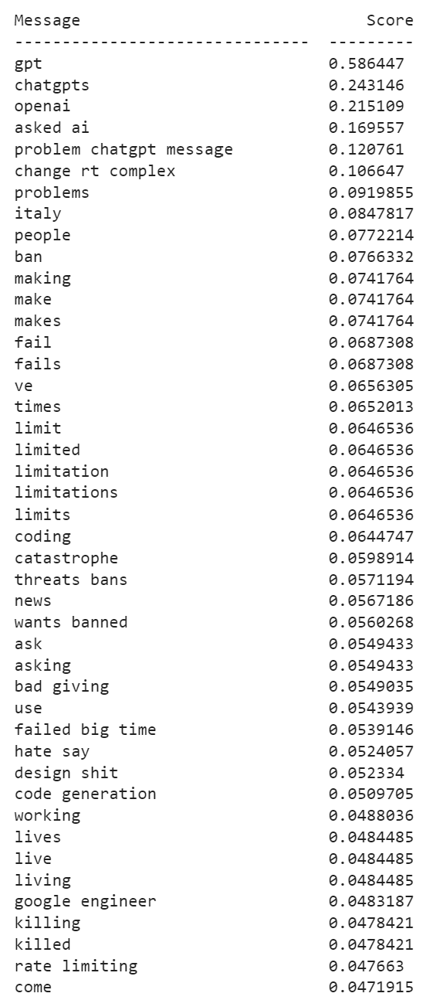 Message Score
------------------------------- ---------
gpt 0.586447
chatgpts 0.243146
openai 0.215109
asked ai 0.169557
problem chatgpt message 0.120761
change rt complex 0.106647
problems 0.0919855
italy 0.0847817
people 0.0772214
ban 0.0766332
making 0.0741764
make 0.0741764
makes 0.0741764
fail 0.0687308
fails 0.0687308
ve 0.0656305
times 0.0652013
limit 0.0646536
limited 0.0646536
limitation 0.0646536
limitations 0.0646536
limits 0.0646536
coding 0.0644747
catastrophe 0.0598914
threats bans 0.0571194
news 0.0567186
wants banned 0.0560268
ask 0.0549433
asking 0.0549433
bad giving 0.0549035
use 0.0543939
failed big time 0.0539146
hate say 0.0524057
design shit 0.052334
code generation 0.0509705
working 0.0488036
lives 0.0484485
live 0.0484485
living 0.0484485
google engineer 0.0483187
killing 0.0478421
killed 0.0478421
rate limiting 0.047663
come 0.0471915